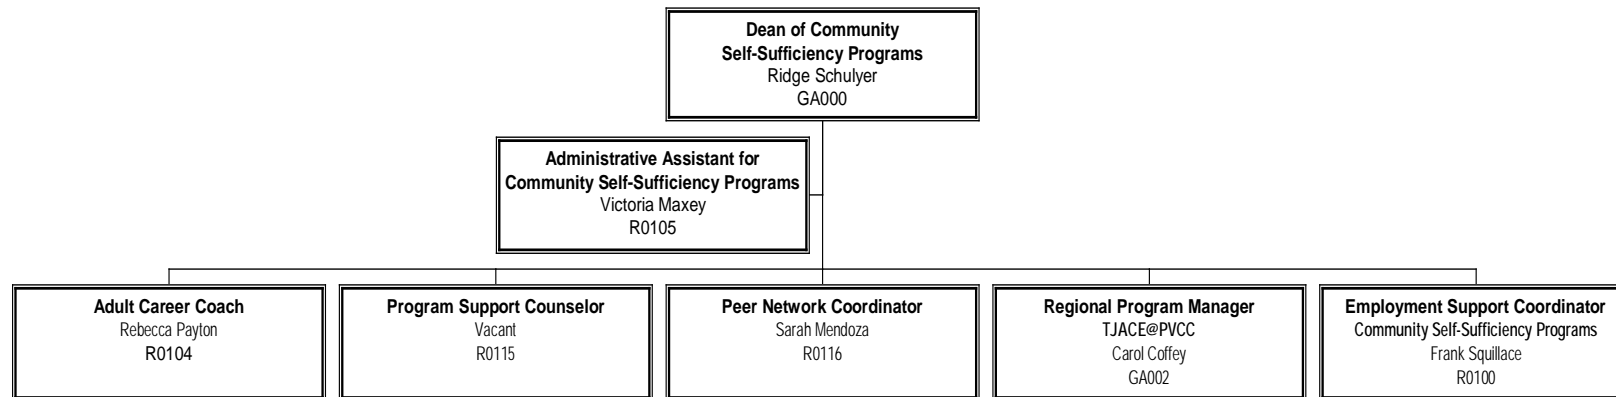 Dean of Community
Self-Sufficiency Programs
Ridge Schulyer
GA000
Administrative Assistant for
Community Self-Sufficiency Programs
Victoria Maxey
R0105
Adult Career Coach
Rebecca Payton
R0104
Program Support Counselor
Vacant
R0115
Peer Network Coordinator
Sarah Mendoza
R0116
Regional Program Manager
TJACE@PVCC
Carol Coffey
GA002
Employment Support Coordinator
Community Self-Sufficiency Programs
Frank Squillace
R0100